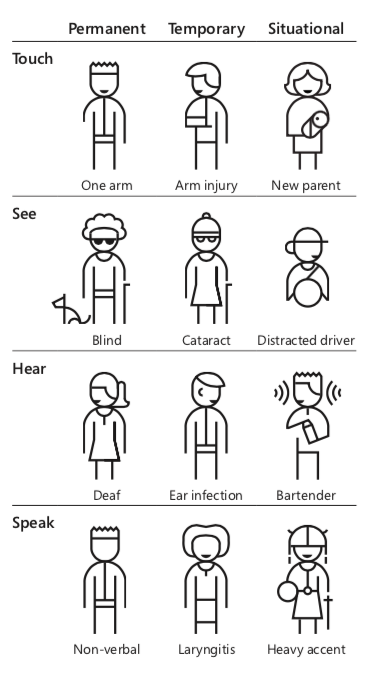 Permanent Temporary Situational
Touch
One arm Arm injury New parent
See
Blind Cataract Distracted driver
Hear
Deaf Ear infection Bartender
Speak
Non-verbal Laryngitis Heavy accent